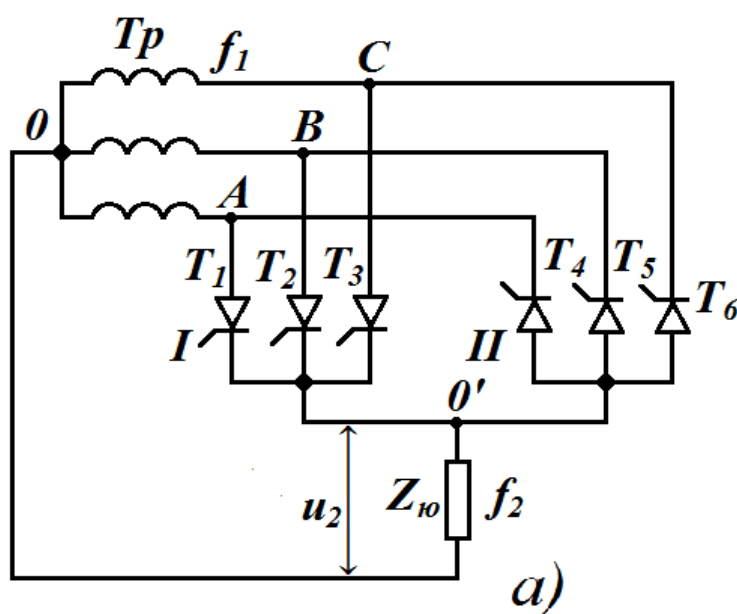 Tp f₁ C
0 B
A
T₁ T₂ T₃ T₄ T₅ T₆
I II
0'
u₂ Zю f₂
a)